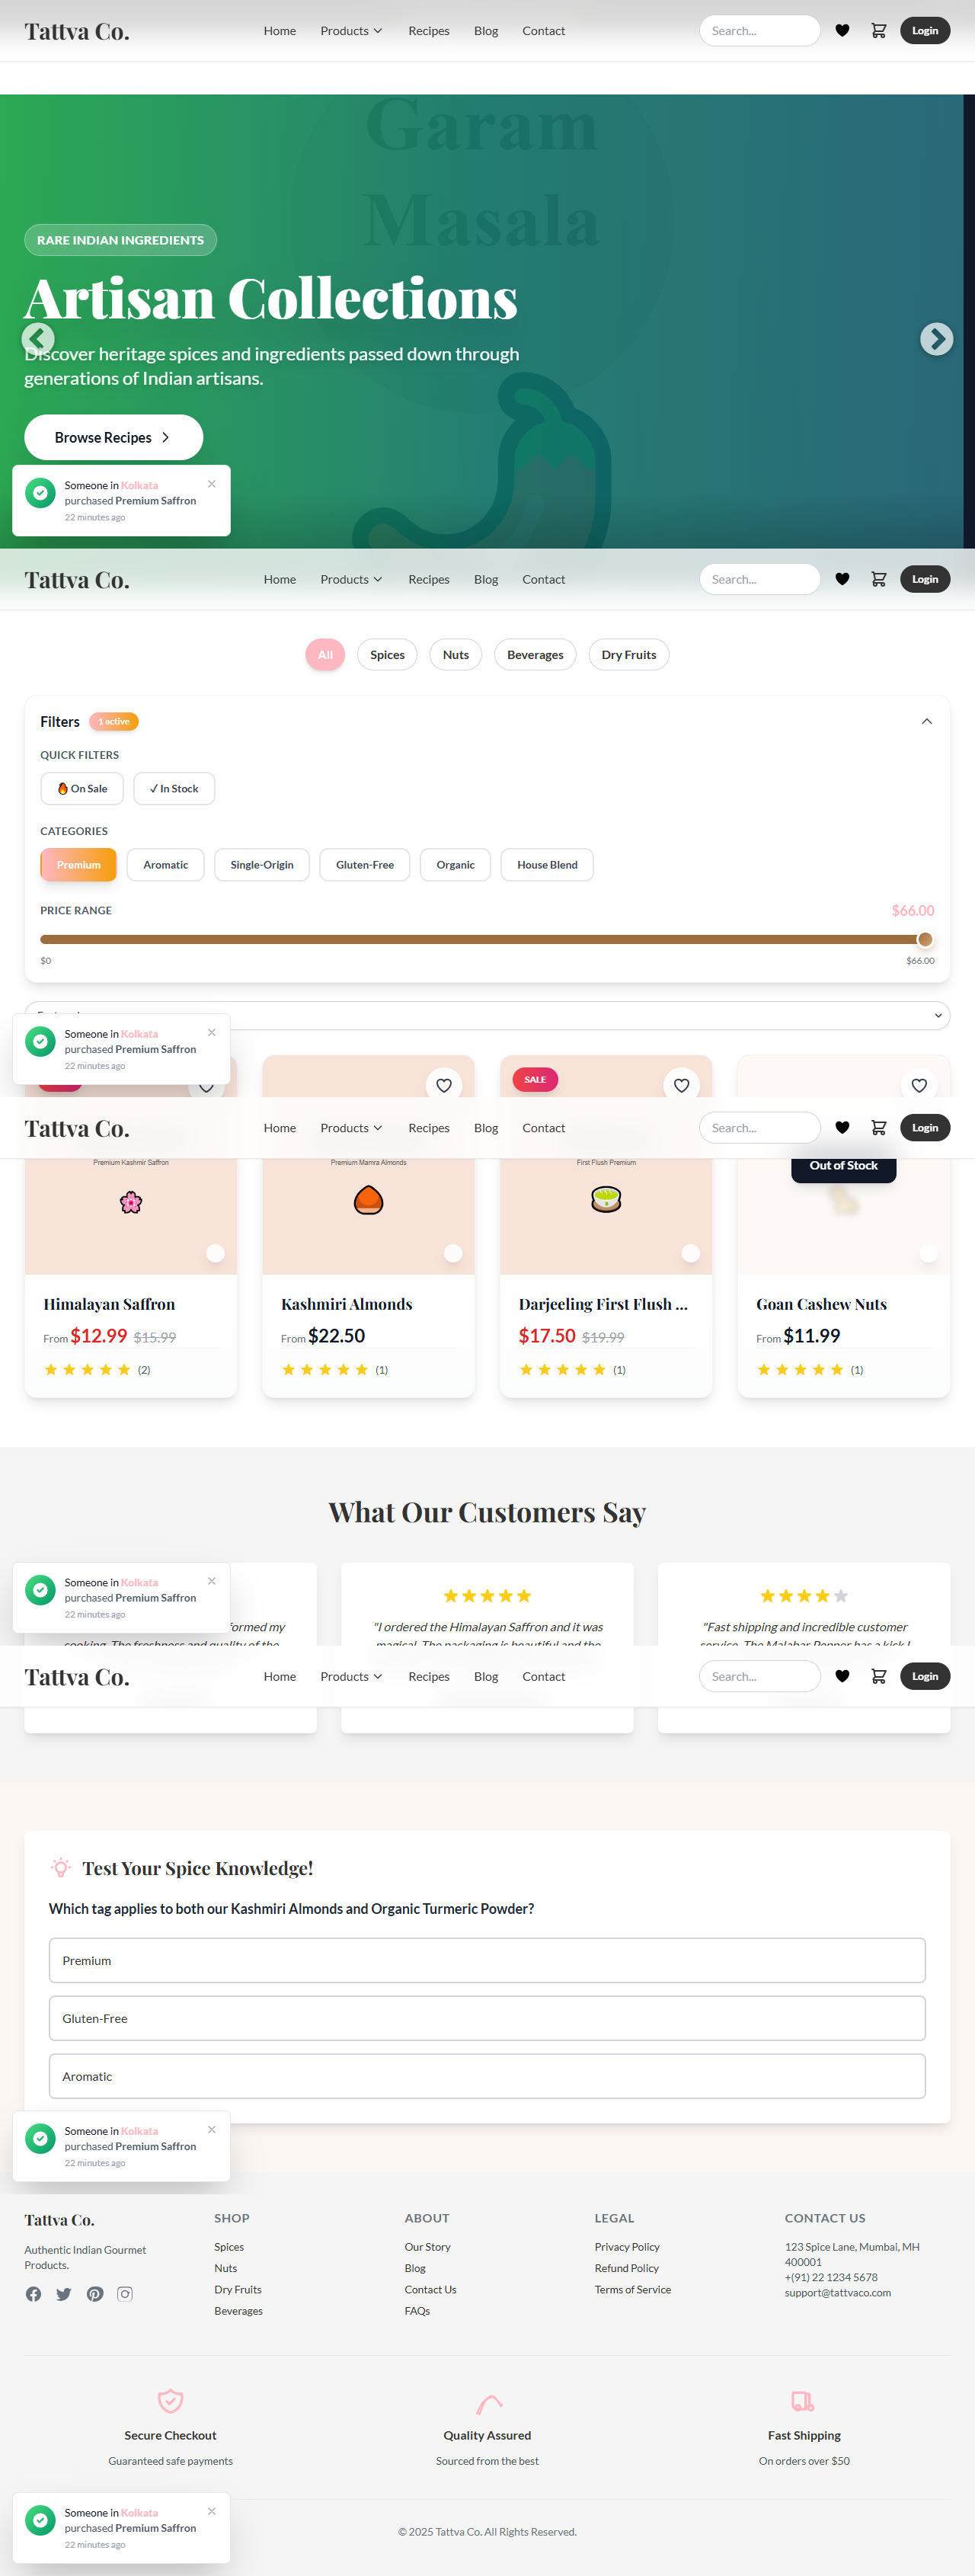 Tattva Co.
Home Products Recipes Blog Contact
Search...
Login
Garam
Masala
RARE INDIAN INGREDIENTS
Artisan Collections
Discover heritage spices and ingredients passed down through
generations of Indian artisans.
Browse Recipes
Someone in Kolkata
purchased Premium Saffron
22 minutes ago
Tattva Co.
Home Products Recipes Blog Contact
Search...
Login
All Spices Nuts Beverages Dry Fruits
Filters 1 active
QUICK FILTERS
🔥 On Sale ✓ In Stock
CATEGORIES
Premium Aromatic Single-Origin Gluten-Free Organic House Blend
PRICE RANGE $66.00
$0 $66.00
Someone in Kolkata
purchased Premium Saffron
22 minutes ago
SALE
Tattva Co.
Home Products Recipes Blog Contact
Search...
Login
Premium Kashmir Saffron
Premium Mamra Almonds
First Flush Premium
Out of Stock
Himalayan Saffron
From $12.99 $15.99
(2)
Kashmiri Almonds
From $22.50
(1)
Darjeeling First Flush ...
$17.50 $19.99
(1)
Goan Cashew Nuts
From $11.99
(1)
What Our Customers Say
Someone in Kolkata
purchased Premium Saffron
22 minutes ago
formed my
cooking. The freshness and quality of the
"I ordered the Himalayan Saffron and it was
magical. The packaging is beautiful and the
"Fast shipping and incredible customer
service. The Malabar Pepper has a kick I
Tattva Co.
Home Products Recipes Blog Contact
Search...
Login
Test Your Spice Knowledge!
Which tag applies to both our Kashmiri Almonds and Organic Turmeric Powder?
Premium
Gluten-Free
Aromatic
Someone in Kolkata
purchased Premium Saffron
22 minutes ago
Tattva Co.
Authentic Indian Gourmet
Products.
SHOP
Spices
Nuts
Dry Fruits
Beverages
ABOUT
Our Story
Blog
Contact Us
FAQs
LEGAL
Privacy Policy
Refund Policy
Terms of Service
CONTACT US
123 Spice Lane, Mumbai, MH
400001
+(91) 22 1234 5678
support@tattvaco.com
Secure Checkout
Guaranteed safe payments
Quality Assured
Sourced from the best
Fast Shipping
On orders over $50
Someone in Kolkata
purchased Premium Saffron
22 minutes ago
© 2025 Tattva Co. All Rights Reserved.